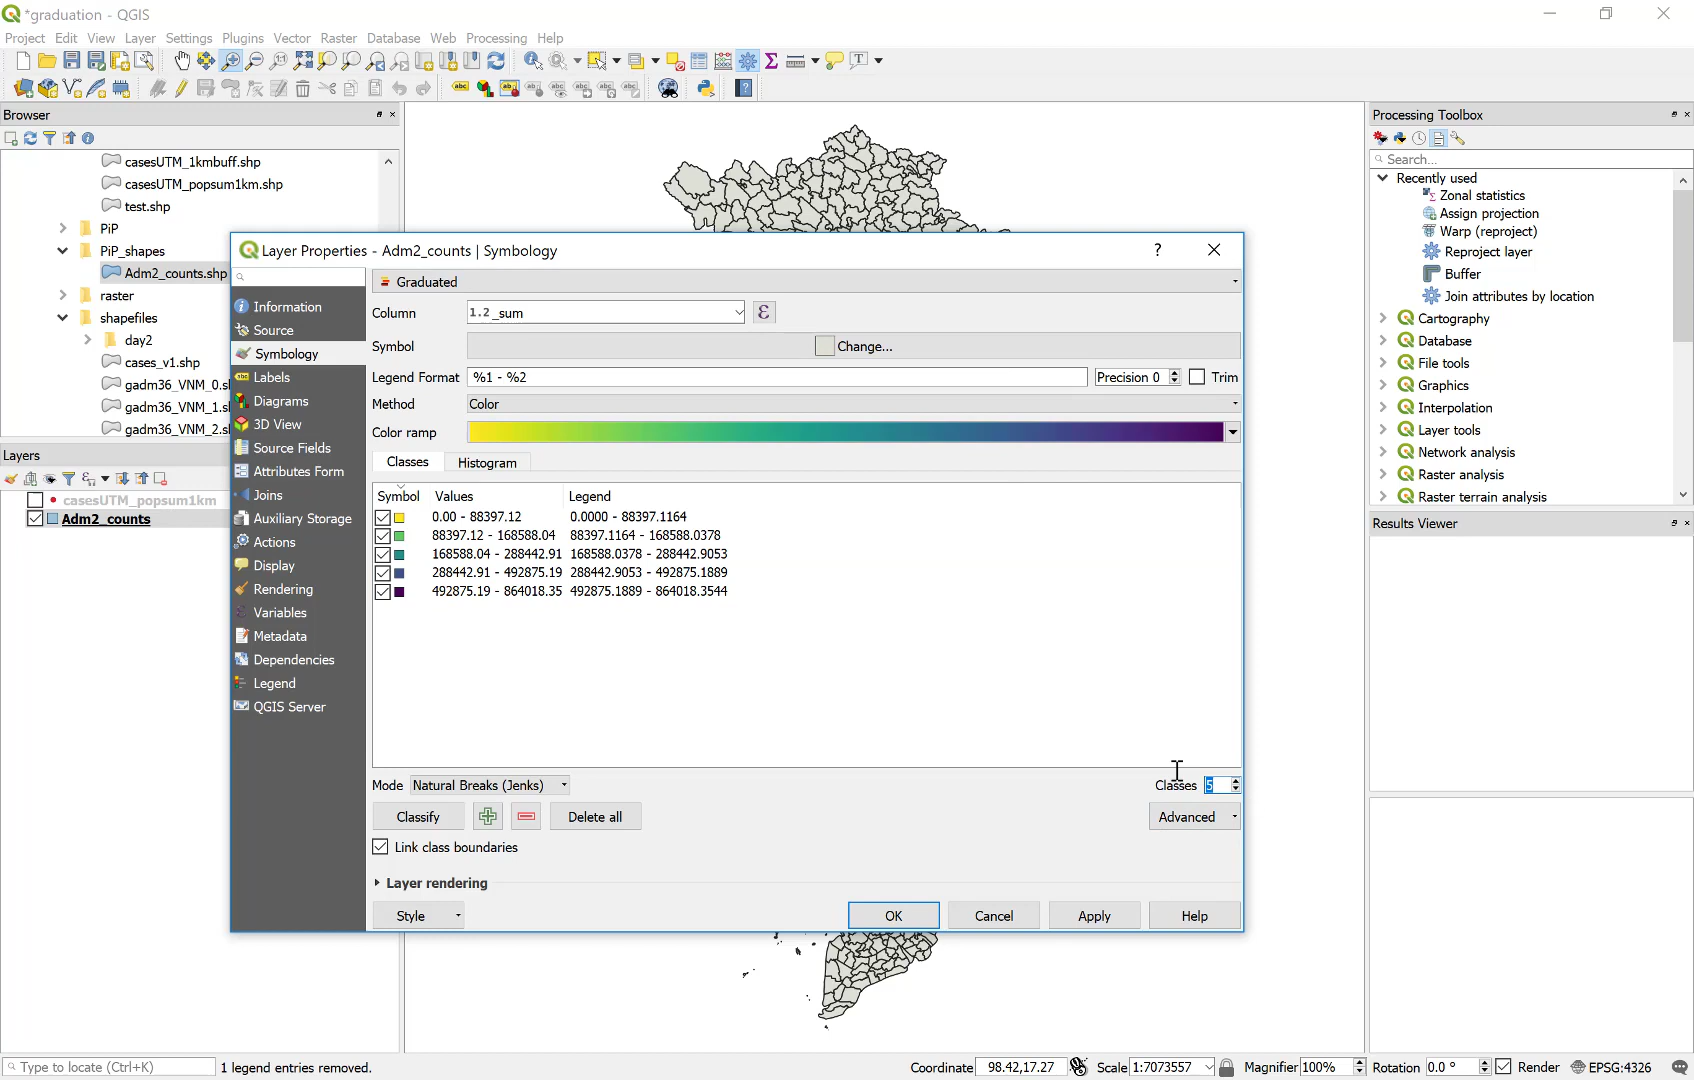 *graduation - QGIS
Project Edit View Layer Settings Plugins Vector Raster Database Web Processing Help
Browser
casesUTM_1kmbuff.shp
casesUTM_popsum1km.shp
test.shp
PiP
PiP_shapes
Adm2_counts.shp
raster
shapefiles
day2
cases_v1.shp
gadm36_VNM_0.sl
gadm36_VNM_1.sl
gadm36_VNM_2.sl
Layers
casesUTM_popsum1km
Adm2_counts
Layer Properties - Adm2_counts | Symbology
?
Information
Source
Symbology
Labels
Diagrams
3D View
Source Fields
Attributes Form
Joins
Auxiliary Storage
Actions
Display
Rendering
Variables
Metadata
Dependencies
Legend
QGIS Server
Graduated
Column 1.2 _sum ε
Symbol Change...
Legend Format %1 - %2 Precision 0 Trim
Method Color
Color ramp
Classes Histogram
Symbol Values Legend
0.00 - 88397.12 0.0000 - 88397.1164
88397.12 - 168588.04 88397.1164 - 168588.0378
168588.04 - 288442.91 168588.0378 - 288442.9053
288442.91 - 492875.19 288442.9053 - 492875.1889
492875.19 - 864018.35 492875.1889 - 864018.3544
Mode Natural Breaks (Jenks) Classes 5
Classify Delete all Advanced
Link class boundaries
Layer rendering
Style OK Cancel Apply Help
Processing Toolbox
Search...
Recently used
Zonal statistics
Assign projection
Warp (reproject)
Reproject layer
Buffer
Join attributes by location
Cartography
Database
File tools
Graphics
Interpolation
Layer tools
Network analysis
Raster analysis
Raster terrain analysis
Results Viewer
Type to locate (Ctrl+K) 1 legend entries removed. Coordinate 98.42,17.27 Scale 1:7073557 Magnifier 100% Rotation 0.0 ° Render EPSG:4326